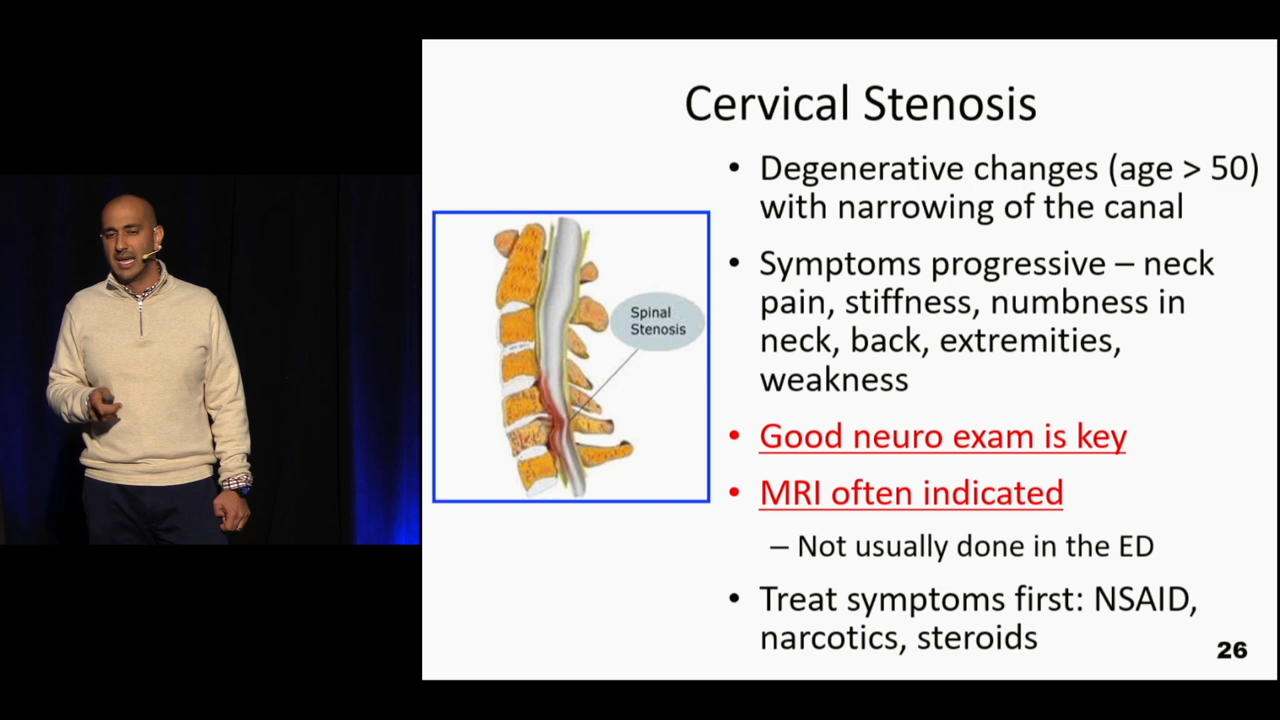 Cervical Stenosis
• Degenerative changes (age > 50)
with narrowing of the canal
• Symptoms progressive – neck
pain, stiffness, numbness in
neck, back, extremities,
weakness
• Good neuro exam is key
• MRI often indicated
– Not usually done in the ED
• Treat symptoms first: NSAID,
narcotics, steroids
Spinal
Stenosis
26